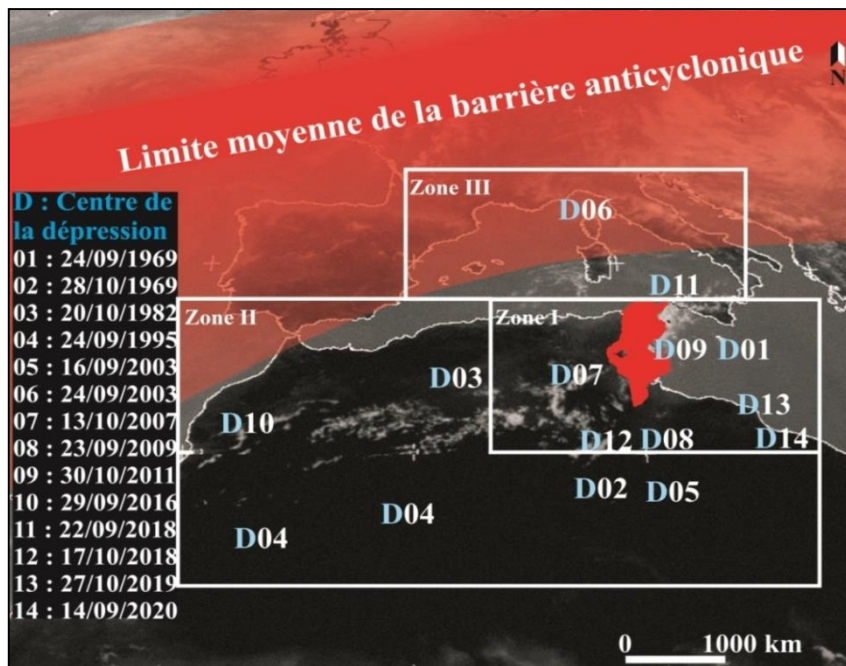 Limite moyenne de la barrière anticyclonique
N
D : Centre de
la dépression
01 : 24/09/1969
02 : 28/10/1969
03 : 20/10/1982
04 : 24/09/1995
05 : 16/09/2003
06 : 24/09/2003
07 : 13/10/2007
08 : 23/09/2009
09 : 30/10/2011
10 : 29/09/2016
11 : 22/09/2018
12 : 17/10/2018
13 : 27/10/2019
14 : 14/09/2020
Zone III
D06
D11
Zone II
Zone I
D09
D01
D03
D07
D13
D10
D12
D08
D14
D02
D05
D04
D04
0 1000 km